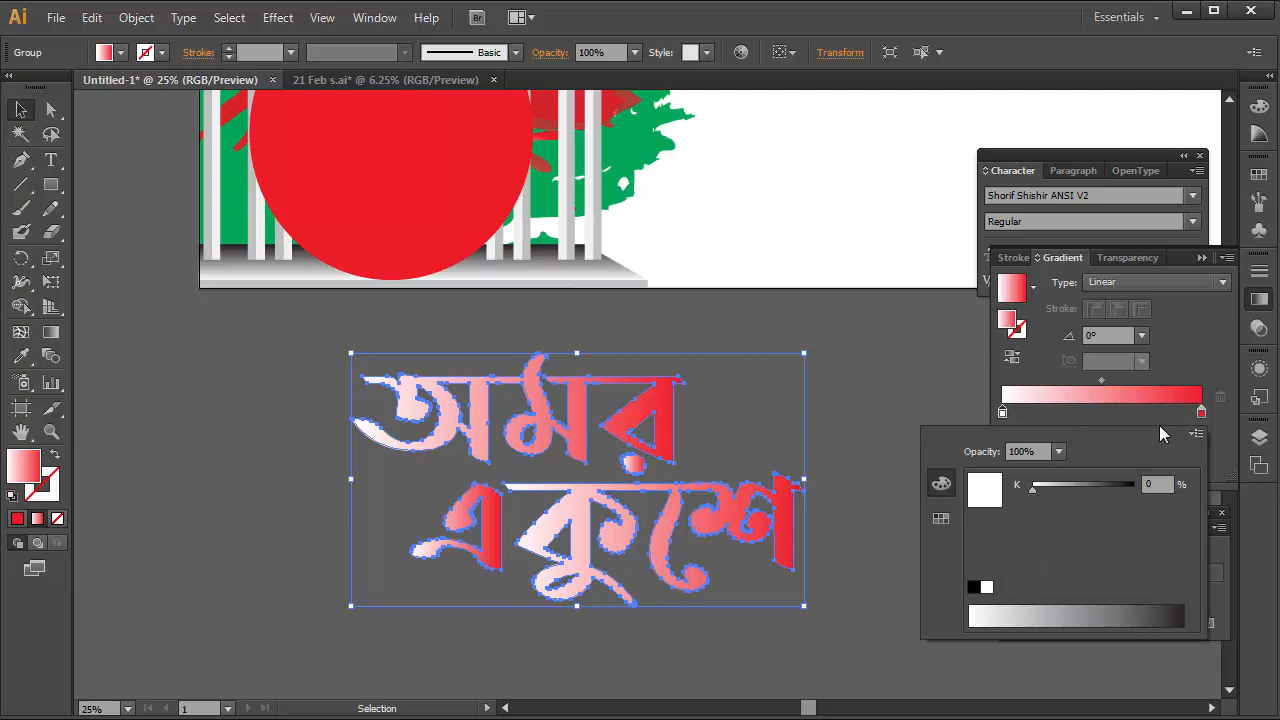 Ai File Edit Object Type Select Effect View Window Help Br Essentials
Group Stroke: Basic Opacity: 100% Style: Transform
Untitled-1* @ 25% (RGB/Preview) × 21 Feb s.ai* @ 6.25% (RGB/Preview) ×
Character Paragraph OpenType
Shorif Shishir ANSI V2
Regular
Stroke Gradient Transparency
Type: Linear
Stroke:
0°
অমর
একুশে
Opacity: 100%
K 0 %
25% 1 Selection